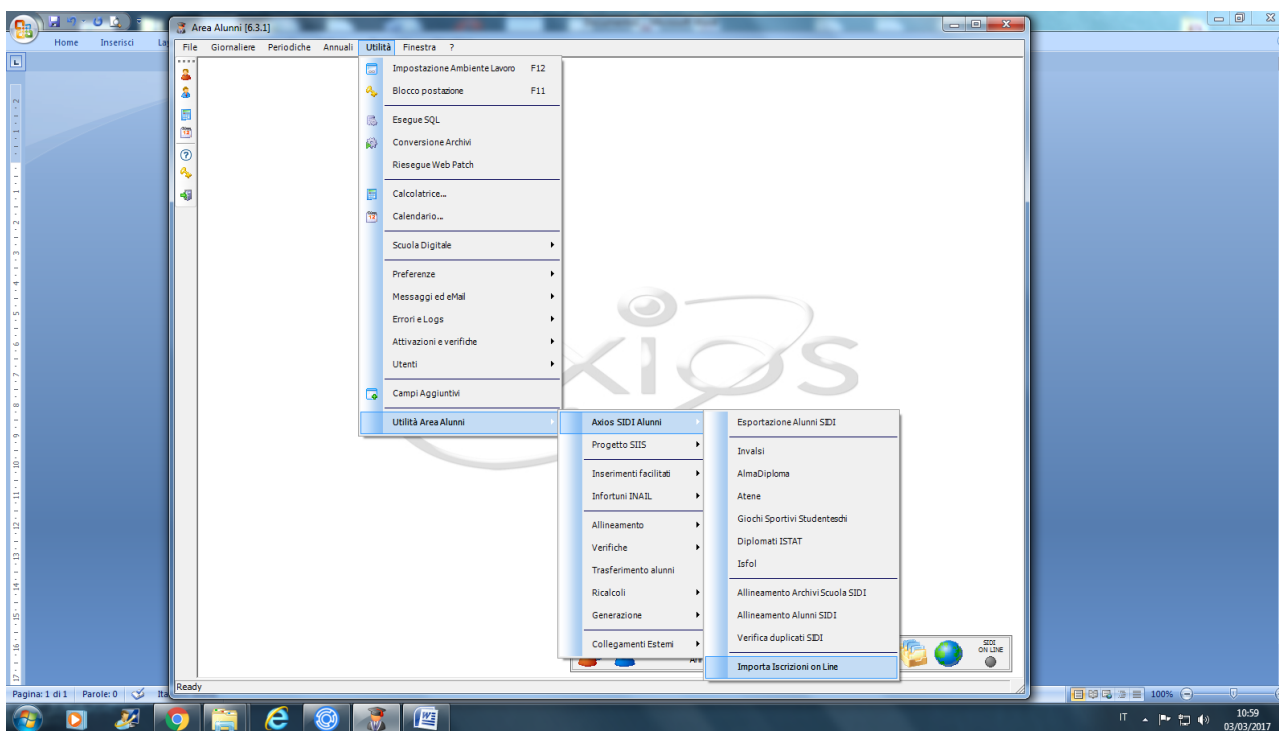 Area Alunni [6.3.1]
Home Inserisci La
File Giornaliere Periodiche Annuali Utilità Finestra ?
Impostazione Ambiente Lavoro F12
Blocco postazione F11
Esegue SQL
Conversione Archivi
Riesegue Web Patch
Calcolatrice...
Calendario...
Scuola Digitale
Preferenze
Messaggi ed eMail
Errori e Logs
Attivazioni e verifiche
Utenti
Campi Aggiuntivi
Utilità Area Alunni
axios
Axios SIDI Alunni
Progetto SIIS
Inserimenti facilitati
Infortuni INAIL
Allineamento
Verifiche
Trasferimento alunni
Ricalcoli
Generazione
Collegamenti Esterni
Esportazione Alunni SIDI
Invalsi
AlmaDiploma
Atene
Giochi Sportivi Studenteschi
Diplomati ISTAT
Isfol
Allineamento Archivi Scuola SIDI
Allineamento Alunni SIDI
Verifica duplicati SIDI
Importa Iscrizioni on Line
SIDI
ON LINE
Ready
Pagina: 1 di 1 Parole: 0 Ita
100%
IT
10:59
03/03/2017